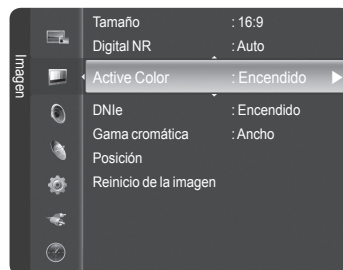 Imagen
Tamaño : 16:9
Digital NR : Auto
Active Color : Encendido
DNIe : Encendido
Gama cromática : Ancho
Posición
Reinicio de la imagen